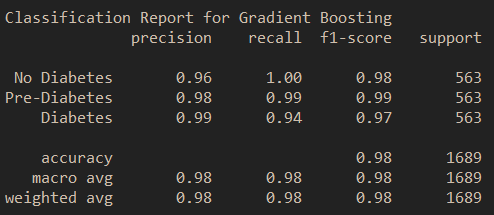 Classification Report for Gradient Boosting
precision recall f1-score support
No Diabetes 0.96 1.00 0.98 563
Pre-Diabetes 0.98 0.99 0.99 563
Diabetes 0.99 0.94 0.97 563
accuracy 0.98 1689
macro avg 0.98 0.98 0.98 1689
weighted avg 0.98 0.98 0.98 1689